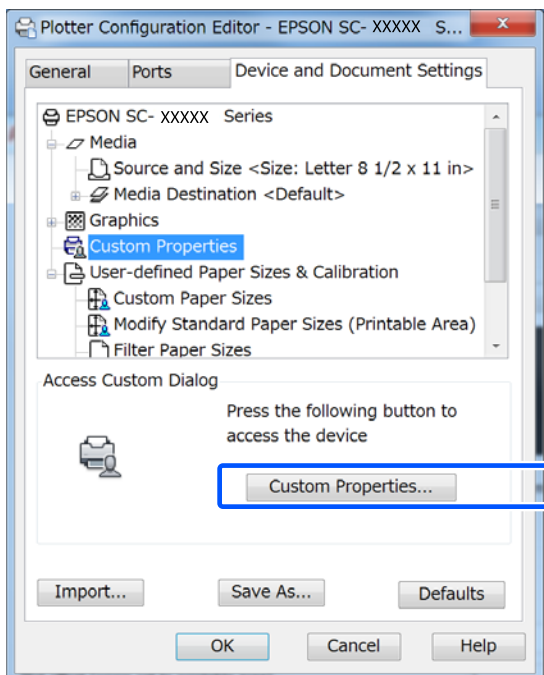 Plotter Configuration Editor - EPSON SC- XXXXX S...
General Ports Device and Document Settings
EPSON SC- XXXXX Series
Media
Source and Size <Size: Letter 8 1/2 x 11 in>
Media Destination <Default>
Graphics
Custom Properties
User-defined Paper Sizes & Calibration
Custom Paper Sizes
Modify Standard Paper Sizes (Printable Area)
Filter Paper Sizes
Access Custom Dialog
Press the following button to
access the device
Custom Properties...
Import... Save As... Defaults
OK Cancel Help